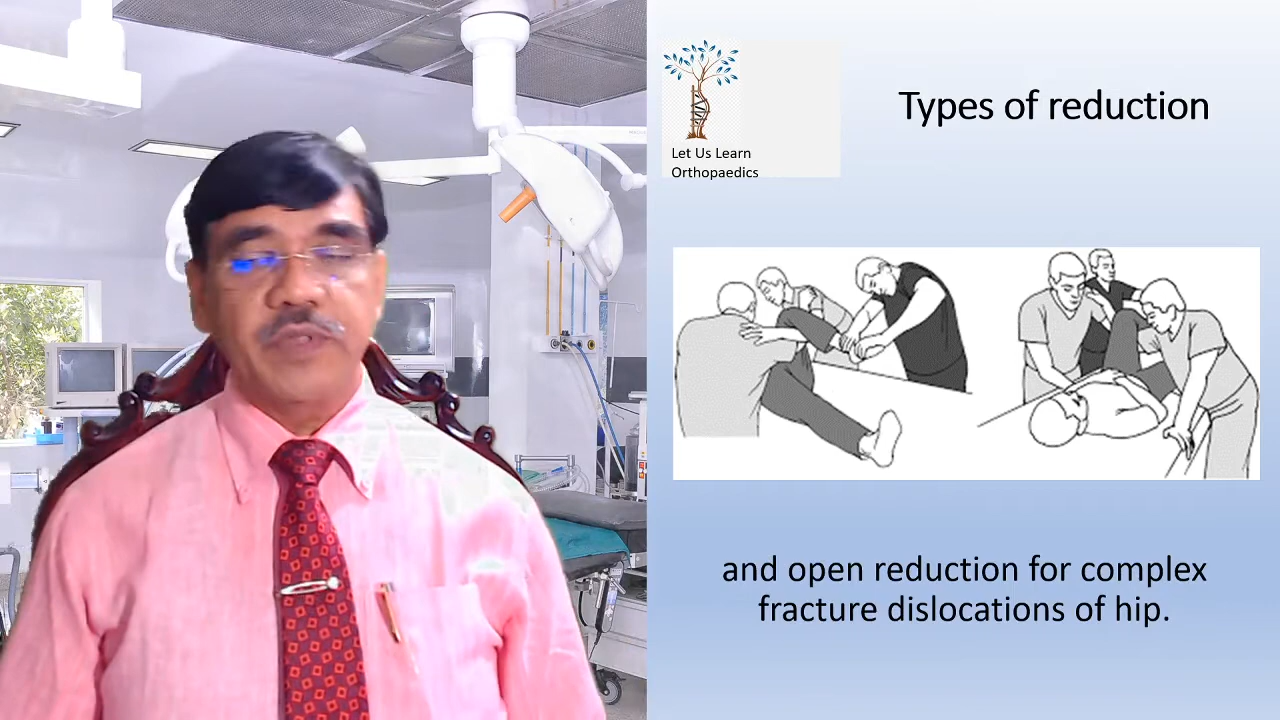 Let Us Learn
Orthopaedics
Types of reduction
and open reduction for complex
fracture dislocations of hip.